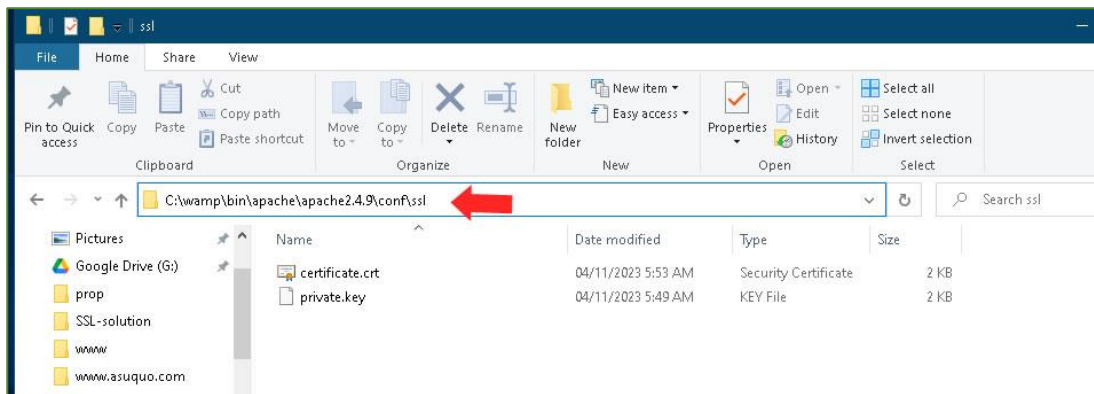 ssl
File Home Share View
Pin to Quick access
Copy
Paste
Cut
Copy path
Paste shortcut
Clipboard
Move to
Copy to
Delete
Rename
Organize
New folder
New item
Easy access
New
Properties
Open
Edit
History
Open
Select all
Select none
Invert selection
Select
C:\wamp\bin\apache\apache2.4.9\conf\ssl
Search ssl
Pictures
Google Drive (G:)
prop
SSL-solution
www
www.asuquo.com
Name Date modified Type Size
certificate.crt 04/11/2023 5:53 AM Security Certificate 2 KB
private.key 04/11/2023 5:49 AM KEY File 2 KB